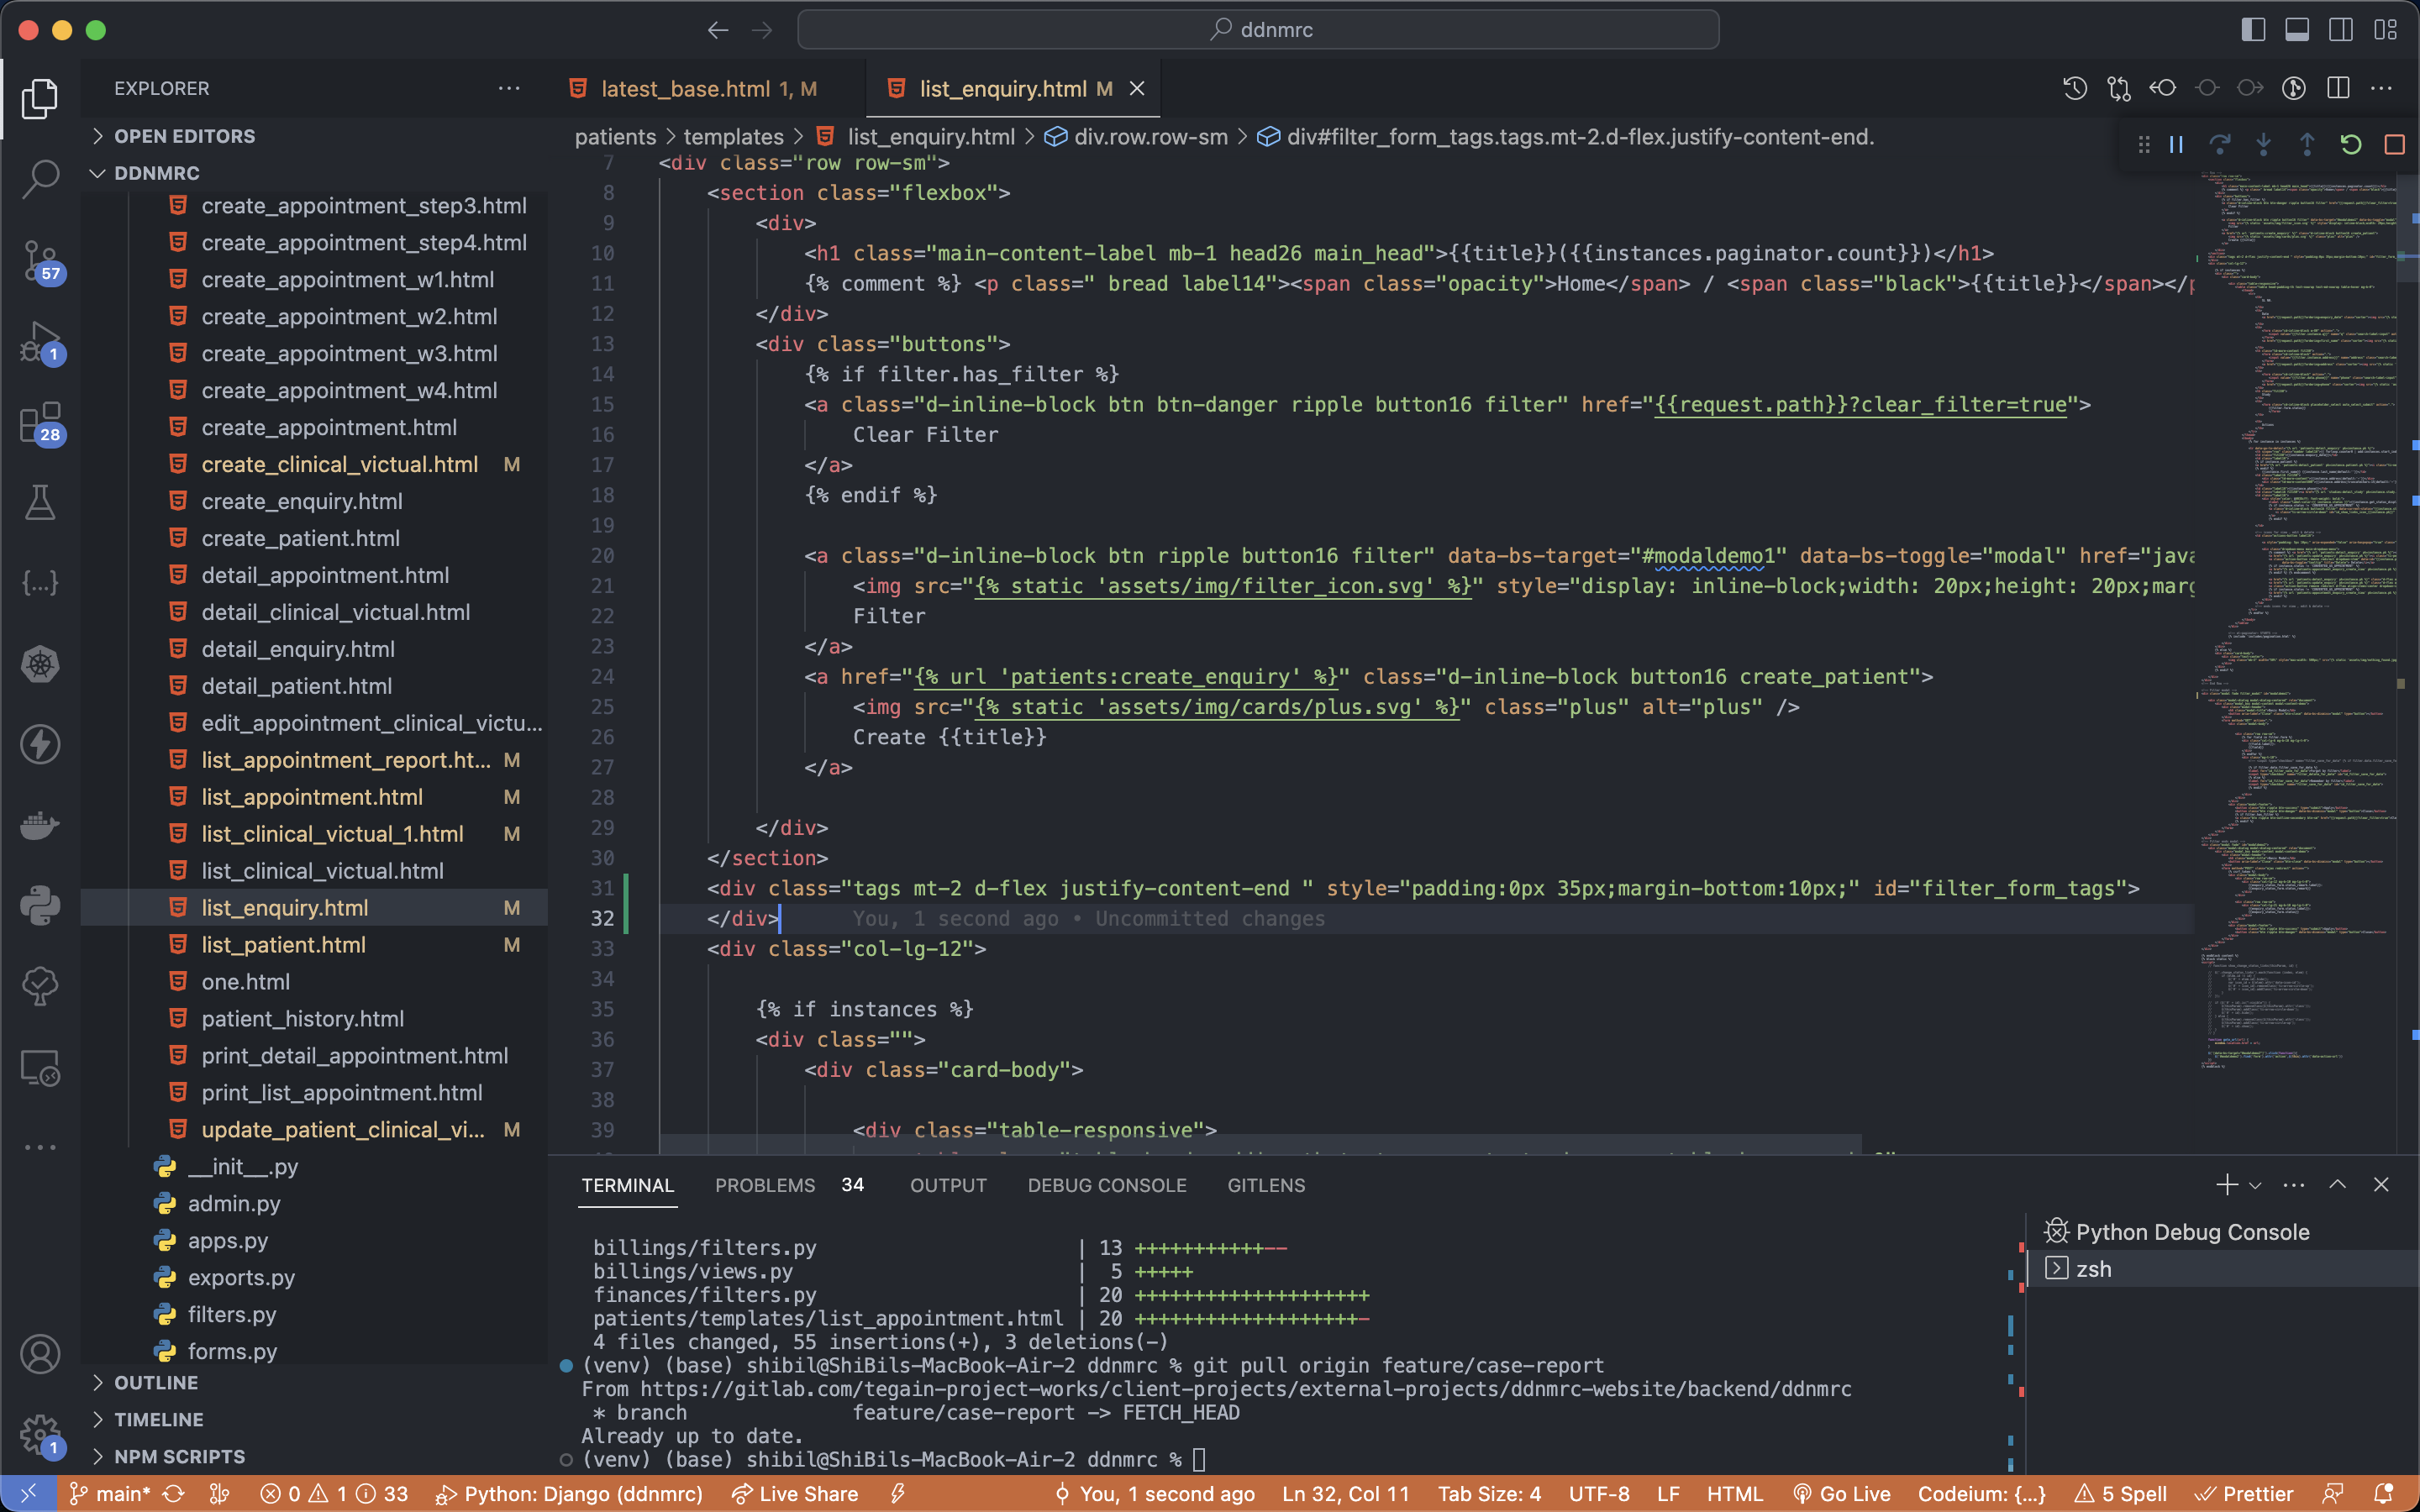 ddnmrc
EXPLORER
latest_base.html 1, M
list_enquiry.html M
OPEN EDITORS
DDNMRC
create_appointment_step3.html
create_appointment_step4.html
create_appointment_w1.html
create_appointment_w2.html
create_appointment_w3.html
create_appointment_w4.html
create_appointment.html
create_clinical_victual.html M
create_enquiry.html
create_patient.html
detail_appointment.html
detail_clinical_victual.html
detail_enquiry.html
detail_patient.html
edit_appointment_clinical_victu...
list_appointment_report.ht... M
list_appointment.html M
list_clinical_victual_1.html M
list_clinical_victual.html
list_enquiry.html M
list_patient.html M
one.html
patient_history.html
print_detail_appointment.html
print_list_appointment.html
update_patient_clinical_vi... M
__init__.py
admin.py
apps.py
exports.py
filters.py
forms.py
OUTLINE
TIMELINE
NPM SCRIPTS
57
1
28
1
patients > templates > list_enquiry.html > div.row.row-sm > div#filter_form_tags.tags.mt-2.d-flex.justify-content-end.
7 <div class="row row-sm">
8 <section class="flexbox">
9 <div>
10 <h1 class="main-content-label mb-1 head26 main_head">{{title}}({{instances.paginator.count}})</h1>
11 {% comment %} <p class=" bread label14"><span class="opacity">Home</span> / <span class="black">{{title}}</span></p
12 </div>
13 <div class="buttons">
14 {% if filter.has_filter %}
15 <a class="d-inline-block btn btn-danger ripple button16 filter" href="{{request.path}}?clear_filter=true">
16 Clear Filter
17 </a>
18 {% endif %}
19
20 <a class="d-inline-block btn ripple button16 filter" data-bs-target="#modaldemo1" data-bs-toggle="modal" href="java
21 <img src="{% static 'assets/img/filter_icon.svg' %}" style="display: inline-block;width: 20px;height: 20px;marg
22 Filter
23 </a>
24 <a href="{% url 'patients:create_enquiry' %}" class="d-inline-block button16 create_patient">
25 <img src="{% static 'assets/img/cards/plus.svg' %}" class="plus" alt="plus" />
26 Create {{title}}
27 </a>
28
29 </div>
30 </section>
31 <div class="tags mt-2 d-flex justify-content-end " style="padding:0px 35px;margin-bottom:10px;" id="filter_form_tags">
32 </div> You, 1 second ago • Uncommitted changes
33 <div class="col-lg-12">
34
35 {% if instances %}
36 <div class="">
37 <div class="card-body">
38
39 <div class="table-responsive">
TERMINAL PROBLEMS 34 OUTPUT DEBUG CONSOLE GITLENS
billings/filters.py | 13 +++++++++++--
billings/views.py | 5 +++++
finances/filters.py | 20 ++++++++++++++++++++
patients/templates/list_appointment.html | 20 +++++++++++++++++++-
4 files changed, 55 insertions(+), 3 deletions(-)
(venv) (base) shibil@ShiBils-MacBook-Air-2 ddnmrc % git pull origin feature/case-report
From https://gitlab.com/tegain-project-works/client-projects/external-projects/ddnmrc-website/backend/ddnmrc
* branch feature/case-report -> FETCH_HEAD
Already up to date.
(venv) (base) shibil@ShiBils-MacBook-Air-2 ddnmrc %
Python Debug Console
zsh
main* 0 1 33 Python: Django (ddnmrc) Live Share You, 1 second ago Ln 32, Col 11 Tab Size: 4 UTF-8 LF HTML Go Live Codeium: {...} 5 Spell Prettier